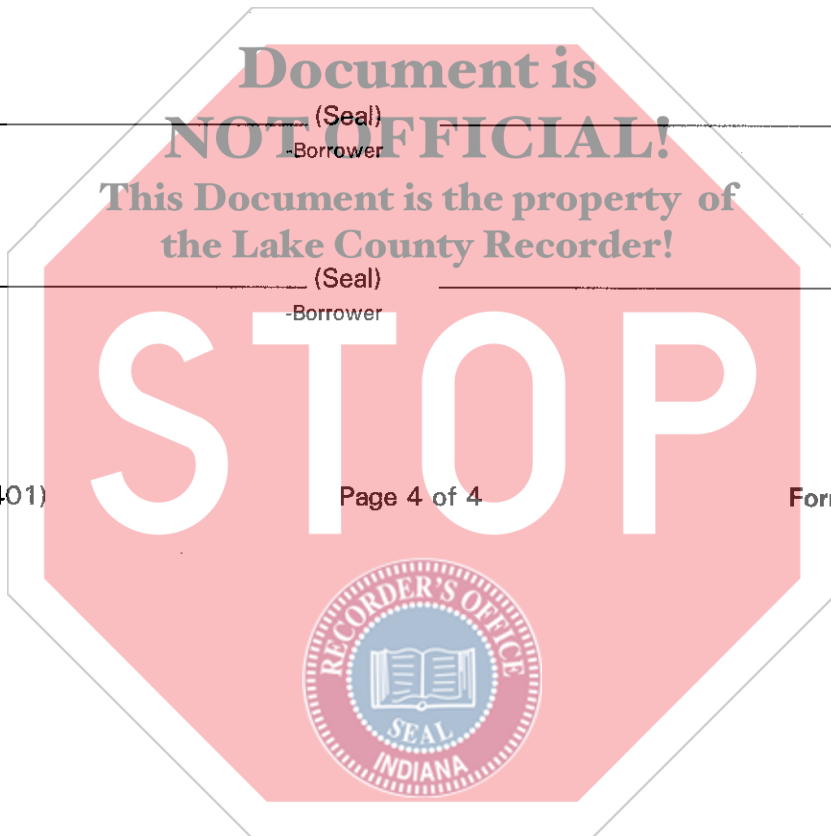 Document is
(Seal)
NOT OFFICIAL!
-Borrower
This Document is the property of
the Lake County Recorder!
(Seal)
-Borrower
STOP
401) Page 4 of 4 For
RECORDER'S OFFICE
SEAL
INDIANA